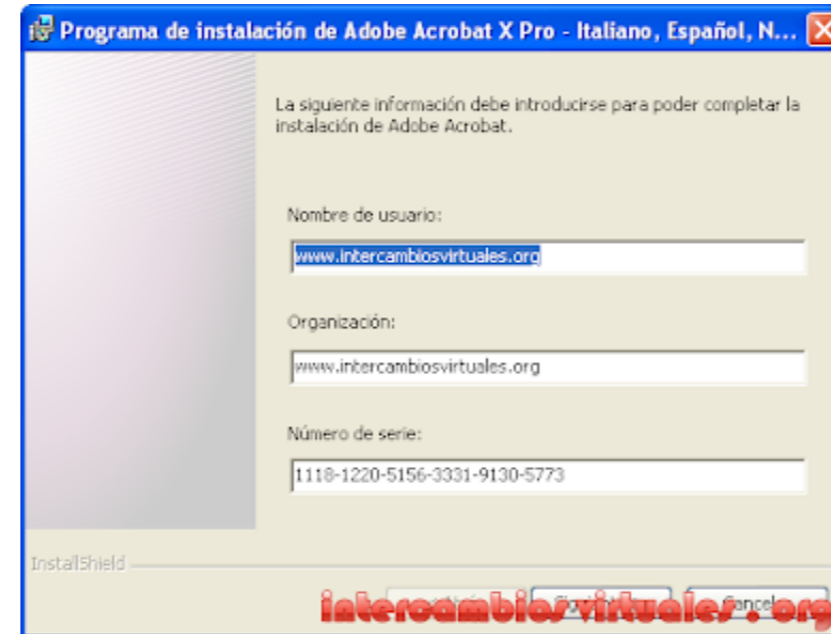 Programa de instalación de Adobe Acrobat X Pro - Italiano, Español, N...
La siguiente información debe introducirse para poder completar la
instalación de Adobe Acrobat.
Nombre de usuario:
www.intercambiosvirtuales.org
Organización:
www.intercambiosvirtuales.org
Número de serie:
1118-1220-5156-3331-9130-5773
InstallShield
intercambiosvirtuales.org